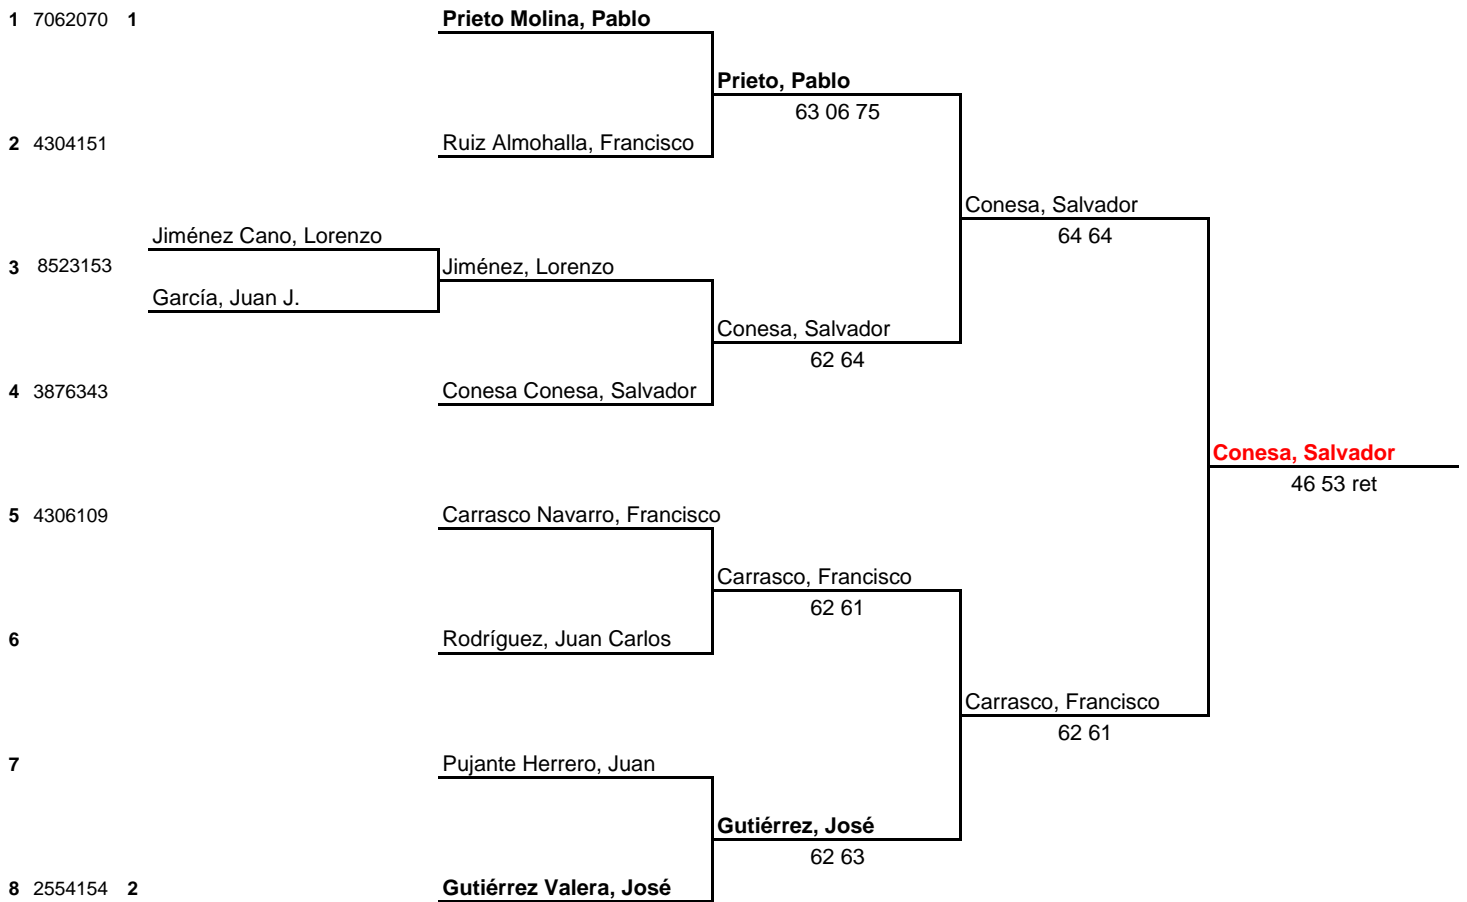 1 7062070 1 Prieto Molina, Pablo
Prieto, Pablo
63 06 75
2 4304151 Ruiz Almohalla, Francisco
Conesa, Salvador
64 64
Jiménez Cano, Lorenzo
3 8523153 Jiménez, Lorenzo
García, Juan J.
Conesa, Salvador
62 64
4 3876343 Conesa Conesa, Salvador
Conesa, Salvador
46 53 ret
5 4306109 Carrasco Navarro, Francisco
Carrasco, Francisco
62 61
6 Rodríguez, Juan Carlos
Carrasco, Francisco
62 61
7 Pujante Herrero, Juan
Gutiérrez, José
62 63
8 2554154 2 Gutiérrez Valera, José